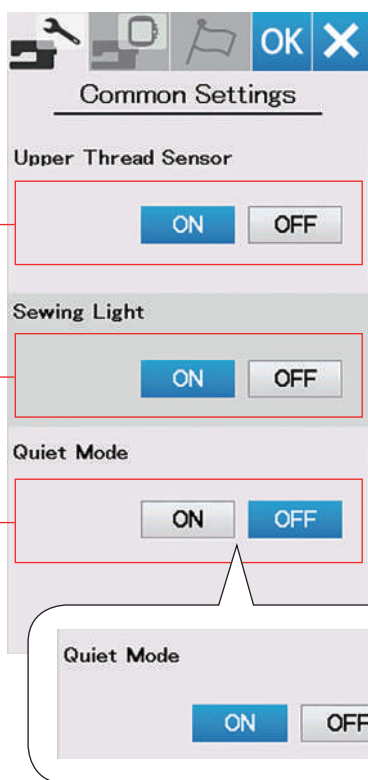 OK
Common Settings
Upper Thread Sensor
ON OFF
Sewing Light
ON OFF
Quiet Mode
ON OFF
Quiet Mode
ON OFF